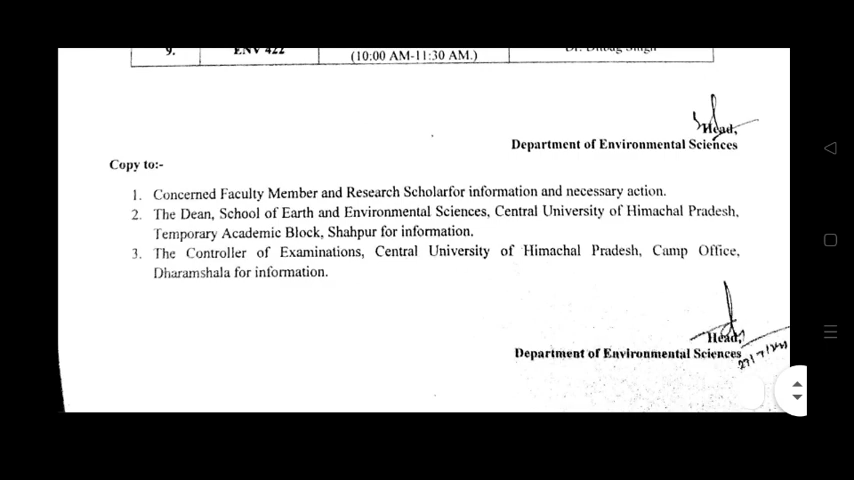 9. ENV 422 (10:00 AM-11:30 AM.) Dr. Dilbag Singh
Head,
Department of Environmental Sciences
Copy to:-
1. Concerned Faculty Member and Research Scholarfor information and necessary action.
2. The Dean, School of Earth and Environmental Sciences, Central University of Himachal Pradesh,
Temporary Academic Block, Shahpur for information.
3. The Controller of Examinations, Central University of Himachal Pradesh, Camp Office,
Dharamshala for information.
Head,
Department of Environmental Sciences